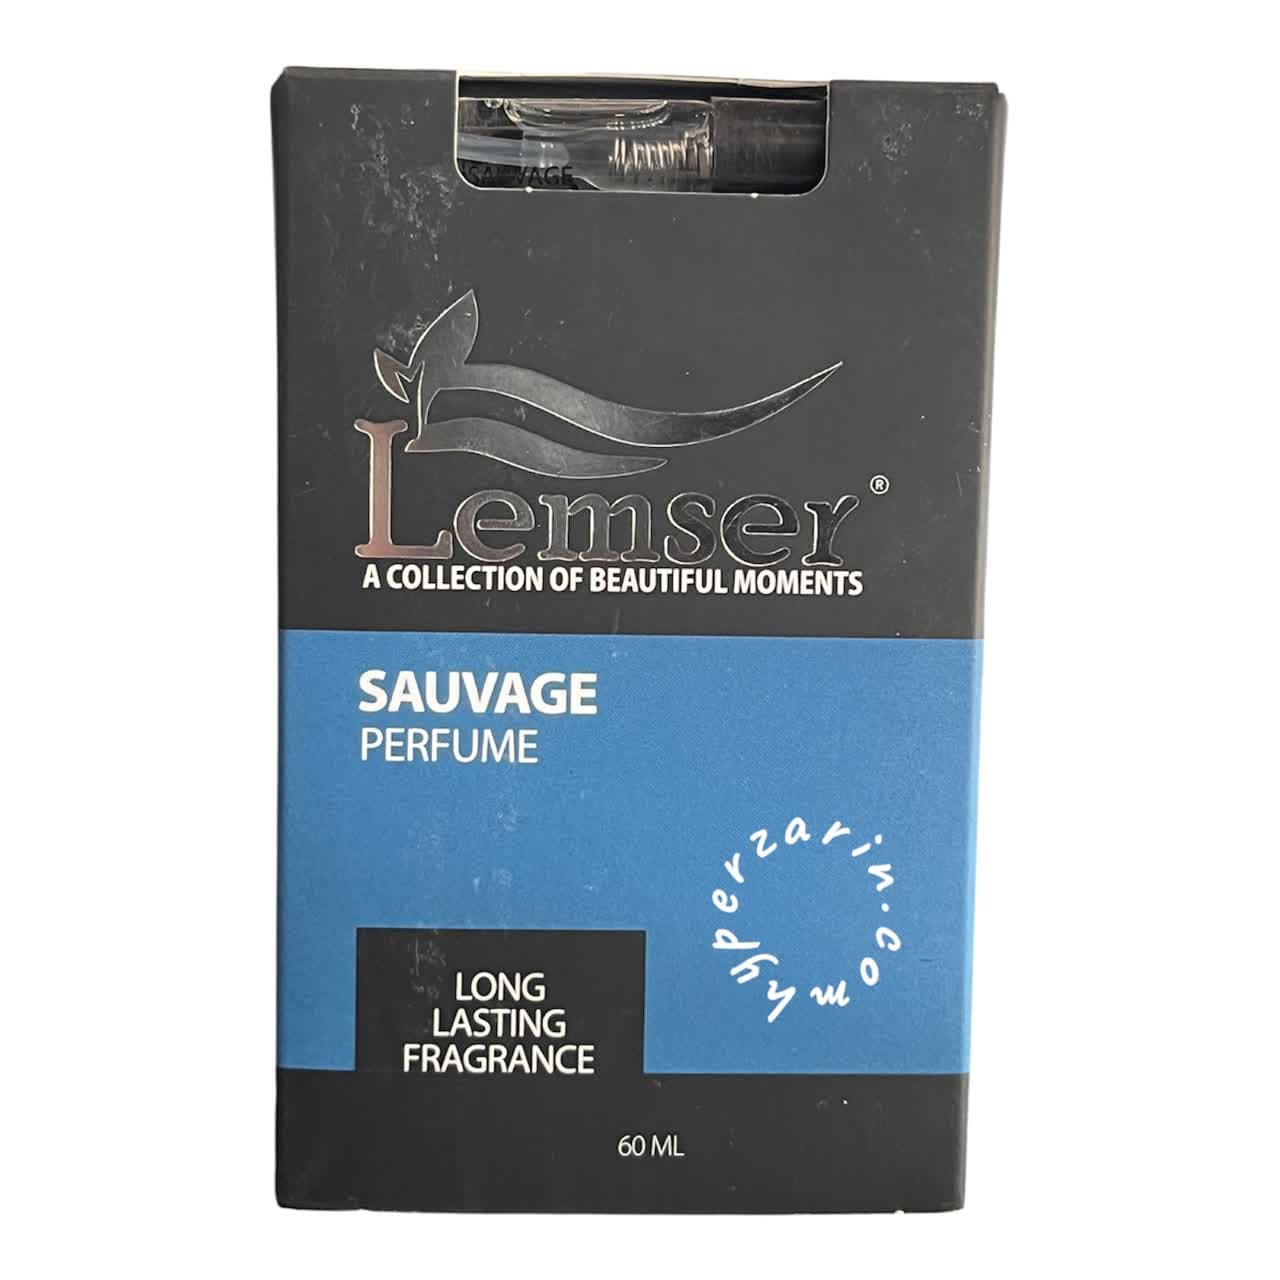 SAUVAGE
Lemser®
A COLLECTION OF BEAUTIFUL MOMENTS
SAUVAGE
PERFUME
hyperzarin.com
LONG
LASTING
FRAGRANCE
60 ML